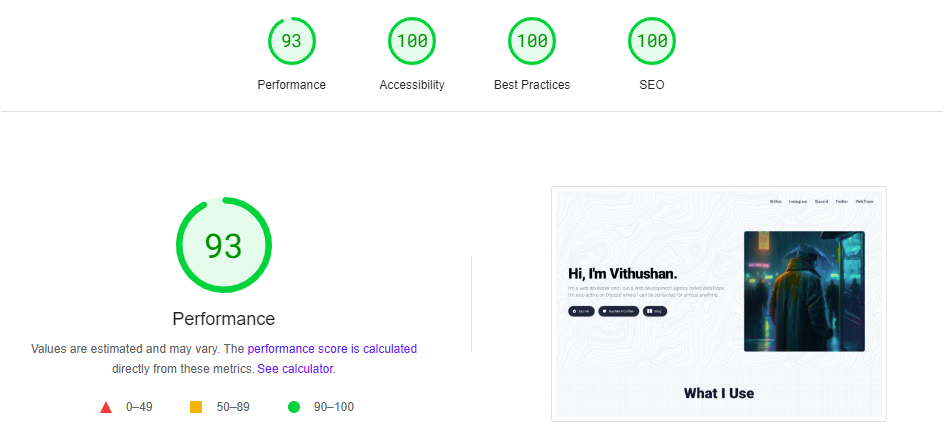 93
100
100
100
Performance
Accessibility
Best Practices
SEO
93
Performance
Values are estimated and may vary. The performance score is calculated
directly from these metrics. See calculator.
0–49
50–89
90–100
GitHub Instagram Discord Twitter WebTrope
Hi, I'm Vithushan.
I'm a web developer and I run a web development agency called WebTrope.
I'm also active on Discord where I can be contacted for almost anything.
Buy Me A Coffee
Blog
What I Use